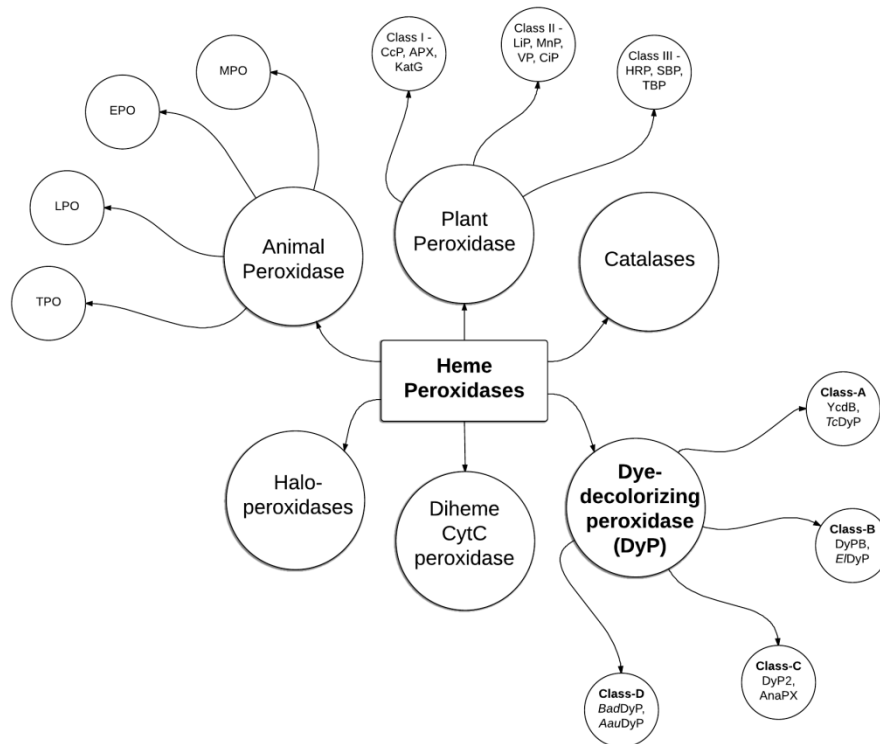 Class I -
CcP, APX,
KatG
Class II -
LiP, MnP,
VP, CiP
Class III -
HRP, SBP,
TBP
MPO
EPO
LPO
TPO
Animal
Peroxidase
Plant
Peroxidase
Catalases
Heme
Peroxidases
Halo-
peroxidases
Diheme
CytC
peroxidase
Dye-
decolorizing
peroxidase
(DyP)
Class-A
YcdB,
TcDyP
Class-B
DyPB,
ElDyP
Class-C
DyP2,
AnaPX
Class-D
BadDyP,
AauDyP